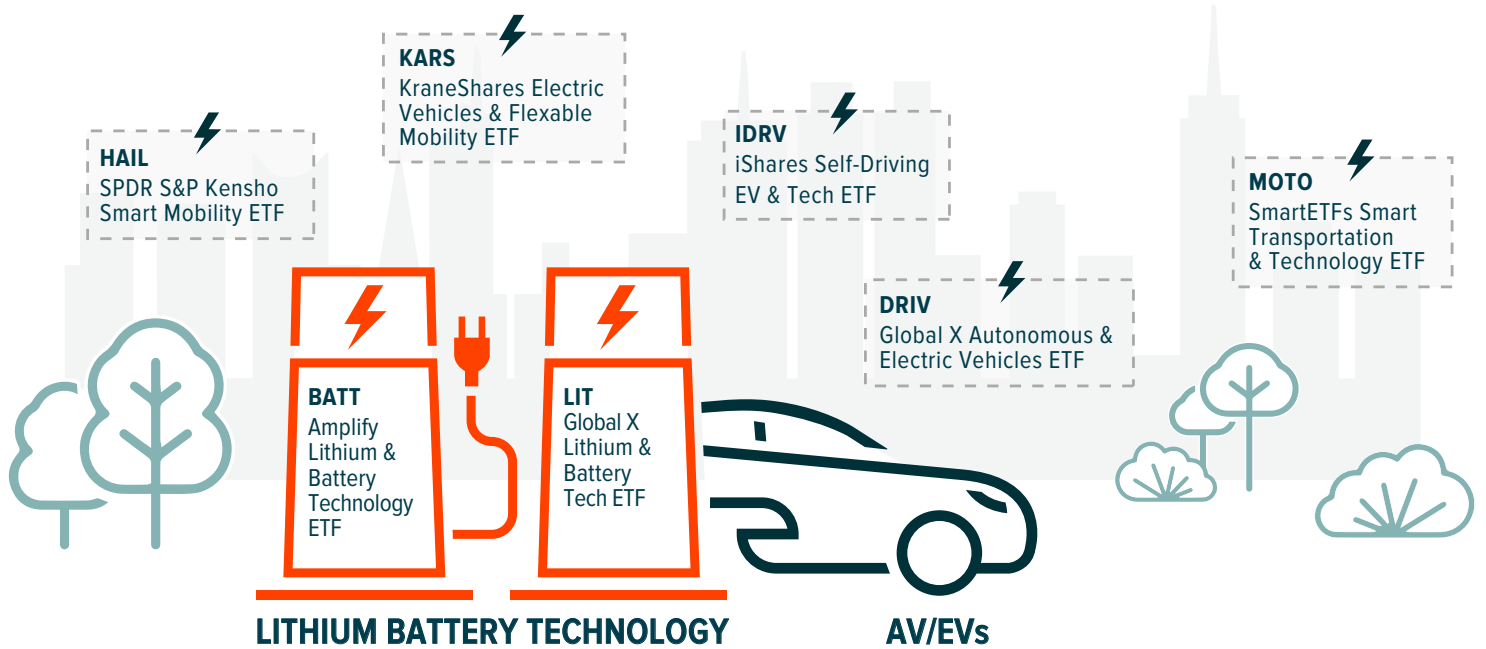 KARS
KraneShares Electric
Vehicles & Flexable
Mobility ETF
HAIL
SPDR S&P Kensho
Smart Mobility ETF
IDRV
iShares Self-Driving
EV & Tech ETF
MOTO
SmartETFs Smart
Transportation
& Technology ETF
DRIV
Global X Autonomous &
Electric Vehicles ETF
BATT
Amplify
Lithium &
Battery
Technology
ETF
LIT
Global X
Lithium &
Battery
Tech ETF
LITHIUM BATTERY TECHNOLOGY
AV/EVs